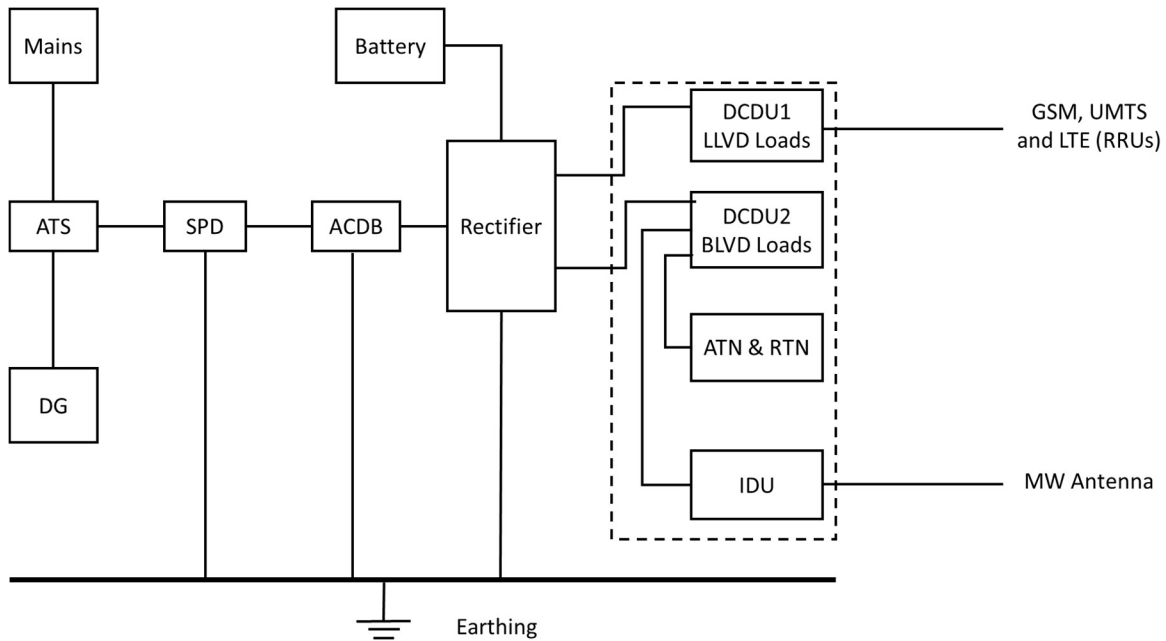 Mains
Battery
DCDU1
LLVD Loads
GSM, UMTS
and LTE (RRUs)
ATS
SPD
ACDB
Rectifier
DCDU2
BLVD Loads
ATN & RTN
DG
IDU
MW Antenna
Earthing